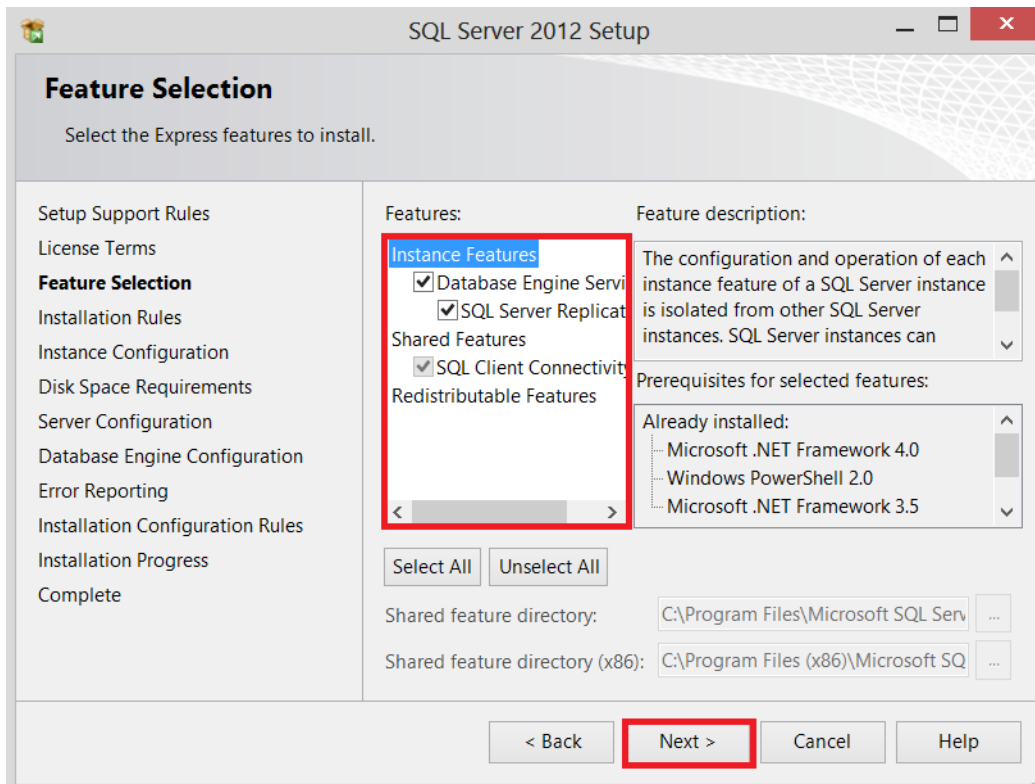 SQL Server 2012 Setup
Feature Selection
Select the Express features to install.
Setup Support Rules
License Terms
Feature Selection
Installation Rules
Instance Configuration
Disk Space Requirements
Server Configuration
Database Engine Configuration
Error Reporting
Installation Configuration Rules
Installation Progress
Complete
Features:
Instance Features
Database Engine Servi
SQL Server Replicat
Shared Features
SQL Client Connectivity
Redistributable Features
Feature description:
The configuration and operation of each
instance feature of a SQL Server instance
is isolated from other SQL Server
instances. SQL Server instances can
Prerequisites for selected features:
Already installed:
Microsoft .NET Framework 4.0
Windows PowerShell 2.0
Microsoft .NET Framework 3.5
Select All
Unselect All
Shared feature directory:
C:\Program Files\Microsoft SQL Serv
...
Shared feature directory (x86):
C:\Program Files (x86)\Microsoft SQ
...
< Back
Next >
Cancel
Help